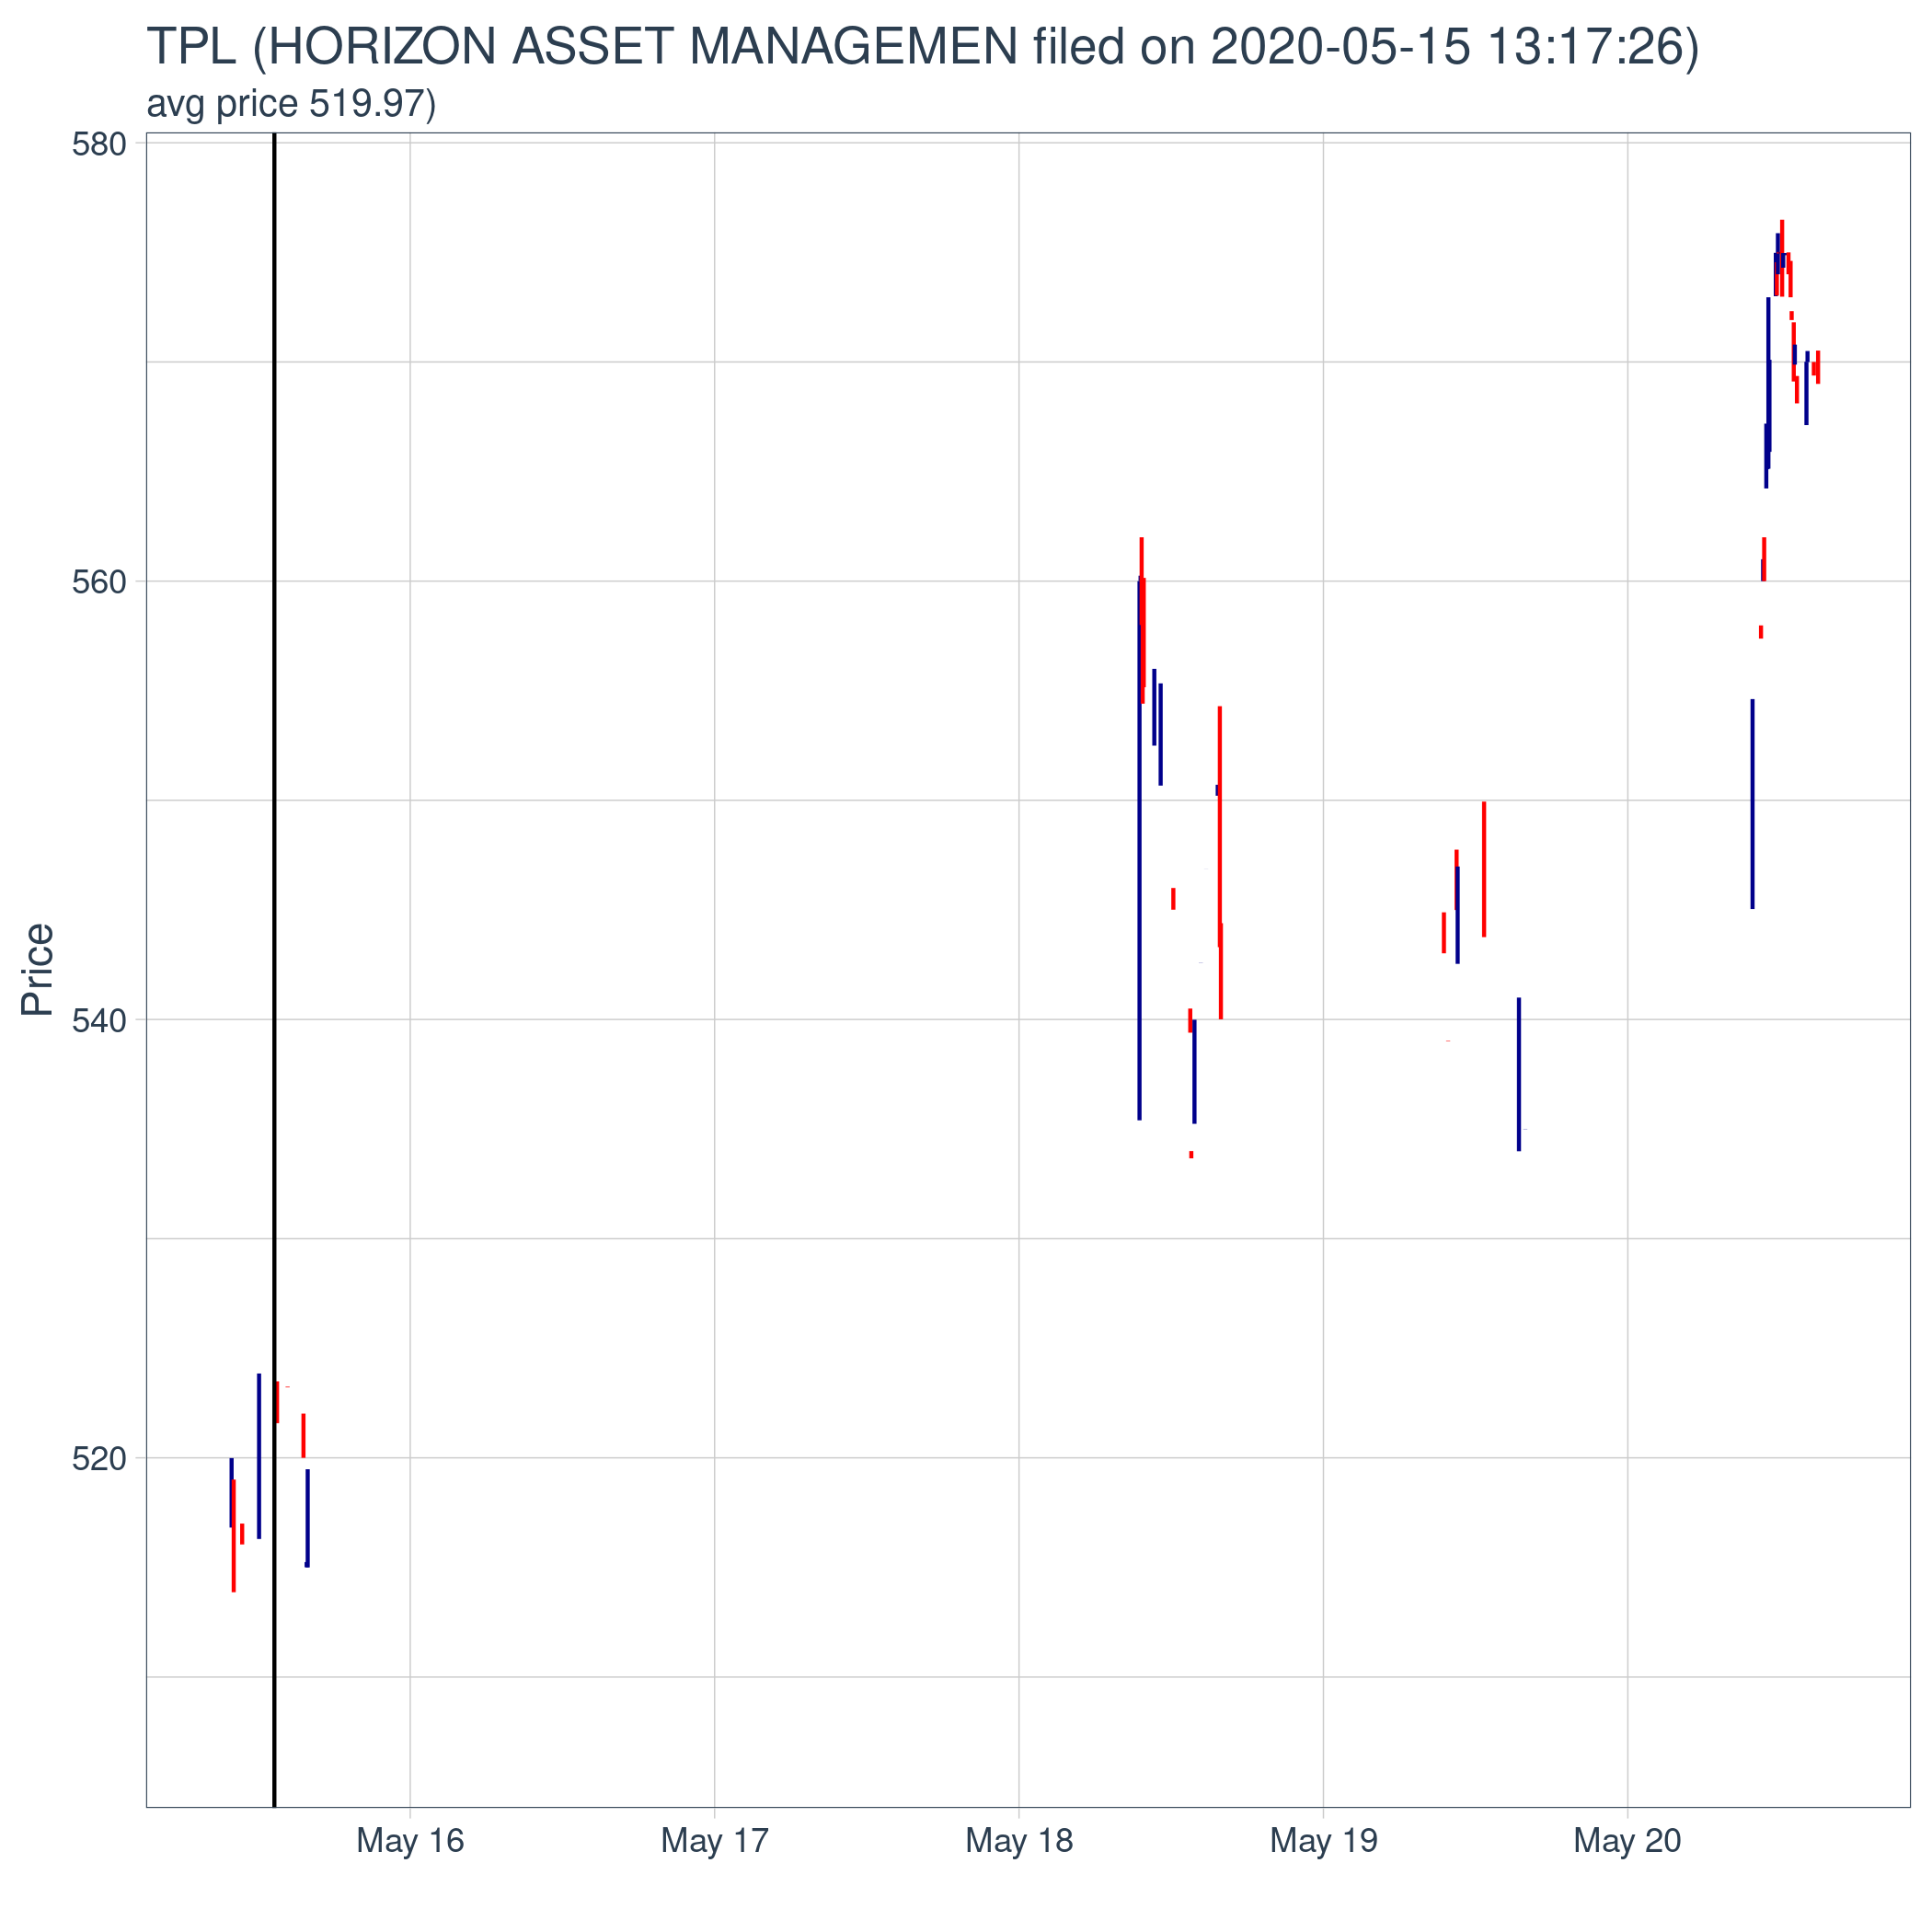 TPL (HORIZON ASSET MANAGEMEN filed on 2020-05-15 13:17:26)
avg price 519.97)
580
560
540
520
Price
May 16 May 17 May 18 May 19 May 20